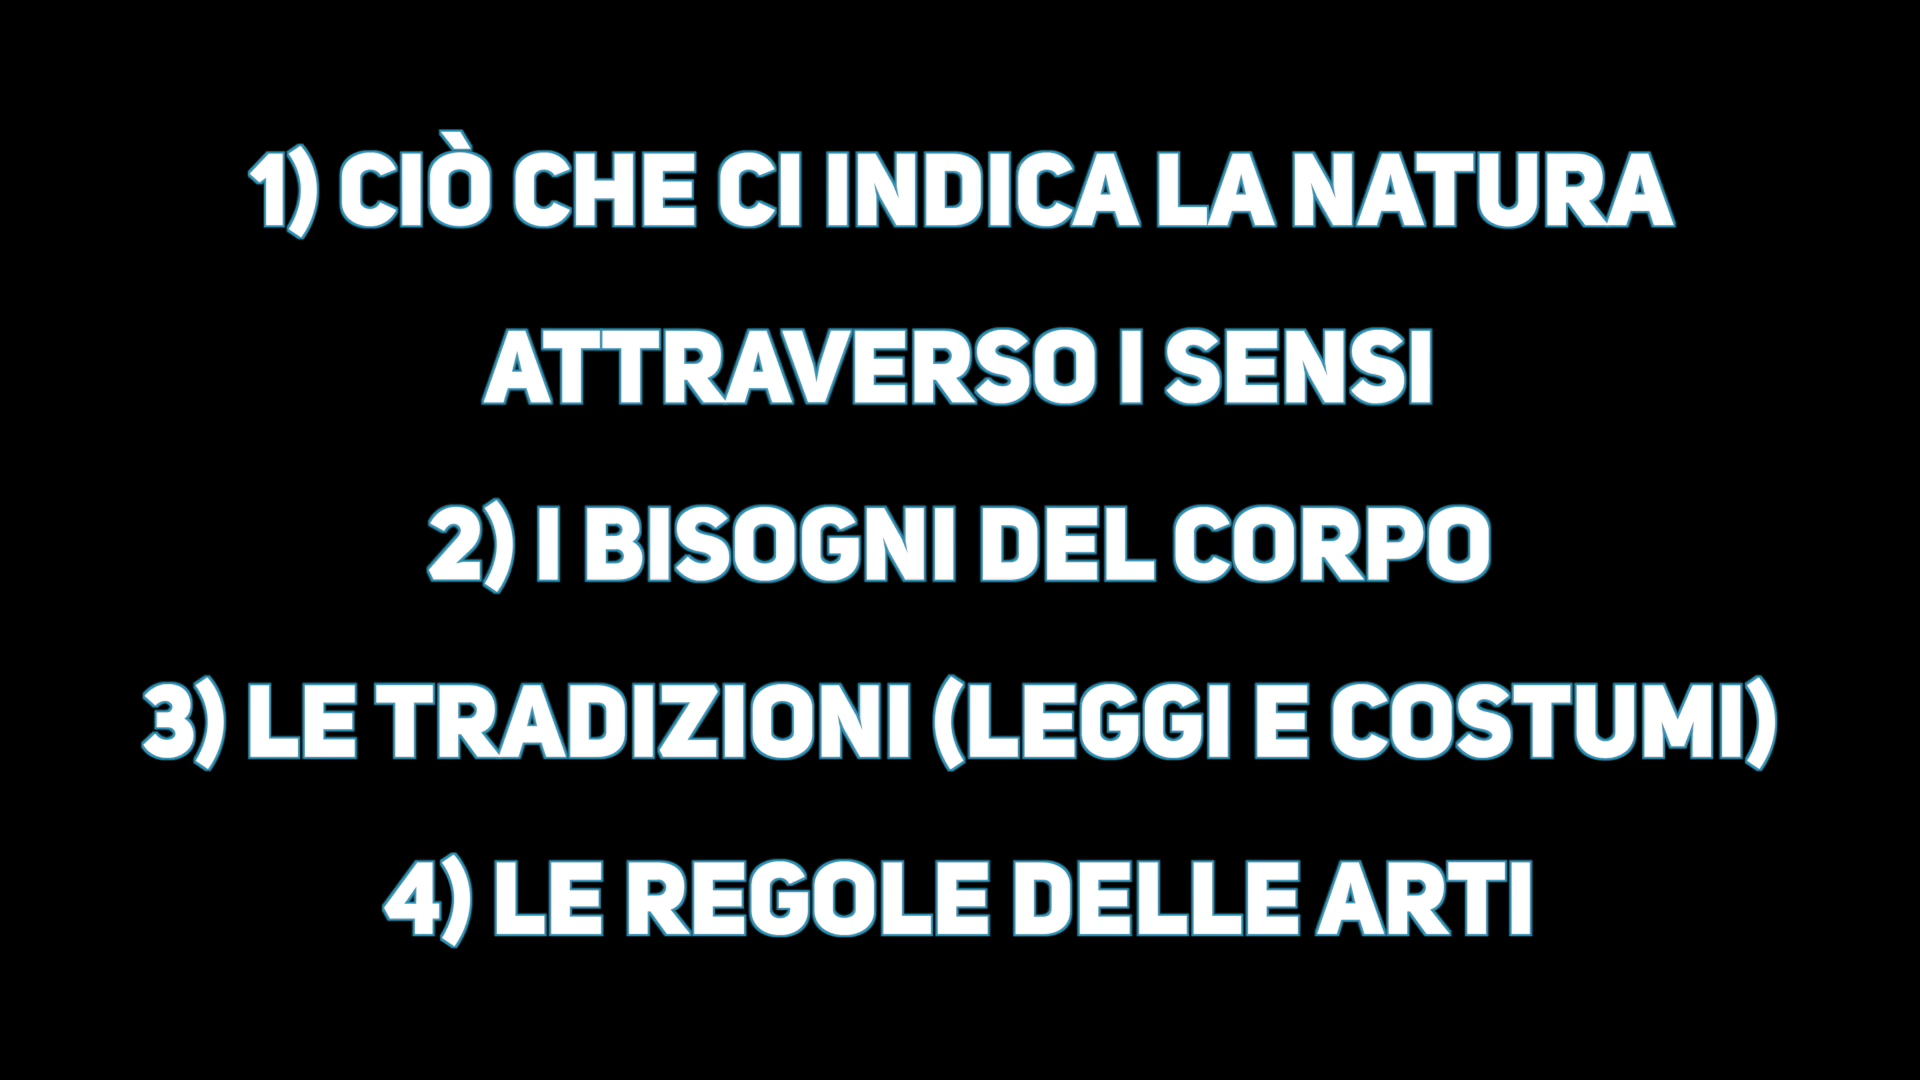 1) CIÒ CHE CI INDICA LA NATURA
ATTRAVERSO I SENSI
2) I BISOGNI DEL CORPO
3) LE TRADIZIONI (LEGGI E COSTUMI)
4) LE REGOLE DELLE ARTI